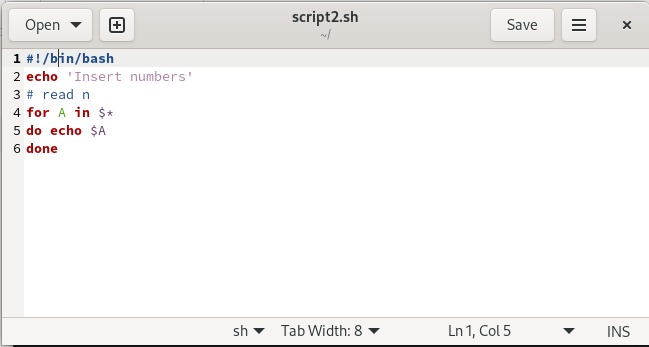 Open
script2.sh
~/
Save
1 #!/bin/bash
2 echo 'Insert numbers'
3 # read n
4 for A in $*
5 do echo $A
6 done
sh Tab Width: 8 Ln 1, Col 5 INS